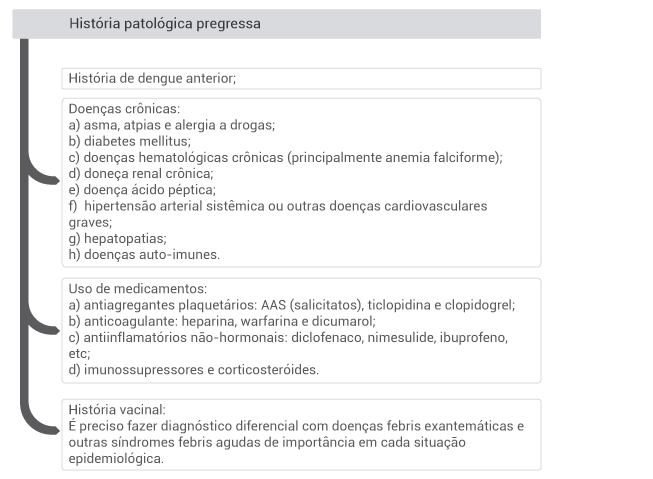 História patológica pregressa
História de dengue anterior;
Doenças crônicas:
a) asma, atpias e alergia a drogas;
b) diabetes mellitus;
c) doenças hematológicas crônicas (principalmente anemia falciforme);
d) doneça renal crônica;
e) doença ácido péptica;
f)  hipertensão arterial sistêmica ou outras doenças cardiovasculares
graves;
g) hepatopatias;
h) doenças auto-imunes.
Uso de medicamentos:
a) antiagregantes plaquetários: AAS (salicitatos), ticlopidina e clopidogrel;
b) anticoagulante: heparina, warfarina e dicumarol;
c) antiinflamatórios não-hormonais: diclofenaco, nimesulide, ibuprofeno,
etc;
d) imunossupressores e corticosteróides.
História vacinal:
É preciso fazer diagnóstico diferencial com doenças febris exantemáticas e
outras síndromes febris agudas de importância em cada situação
epidemiológica.